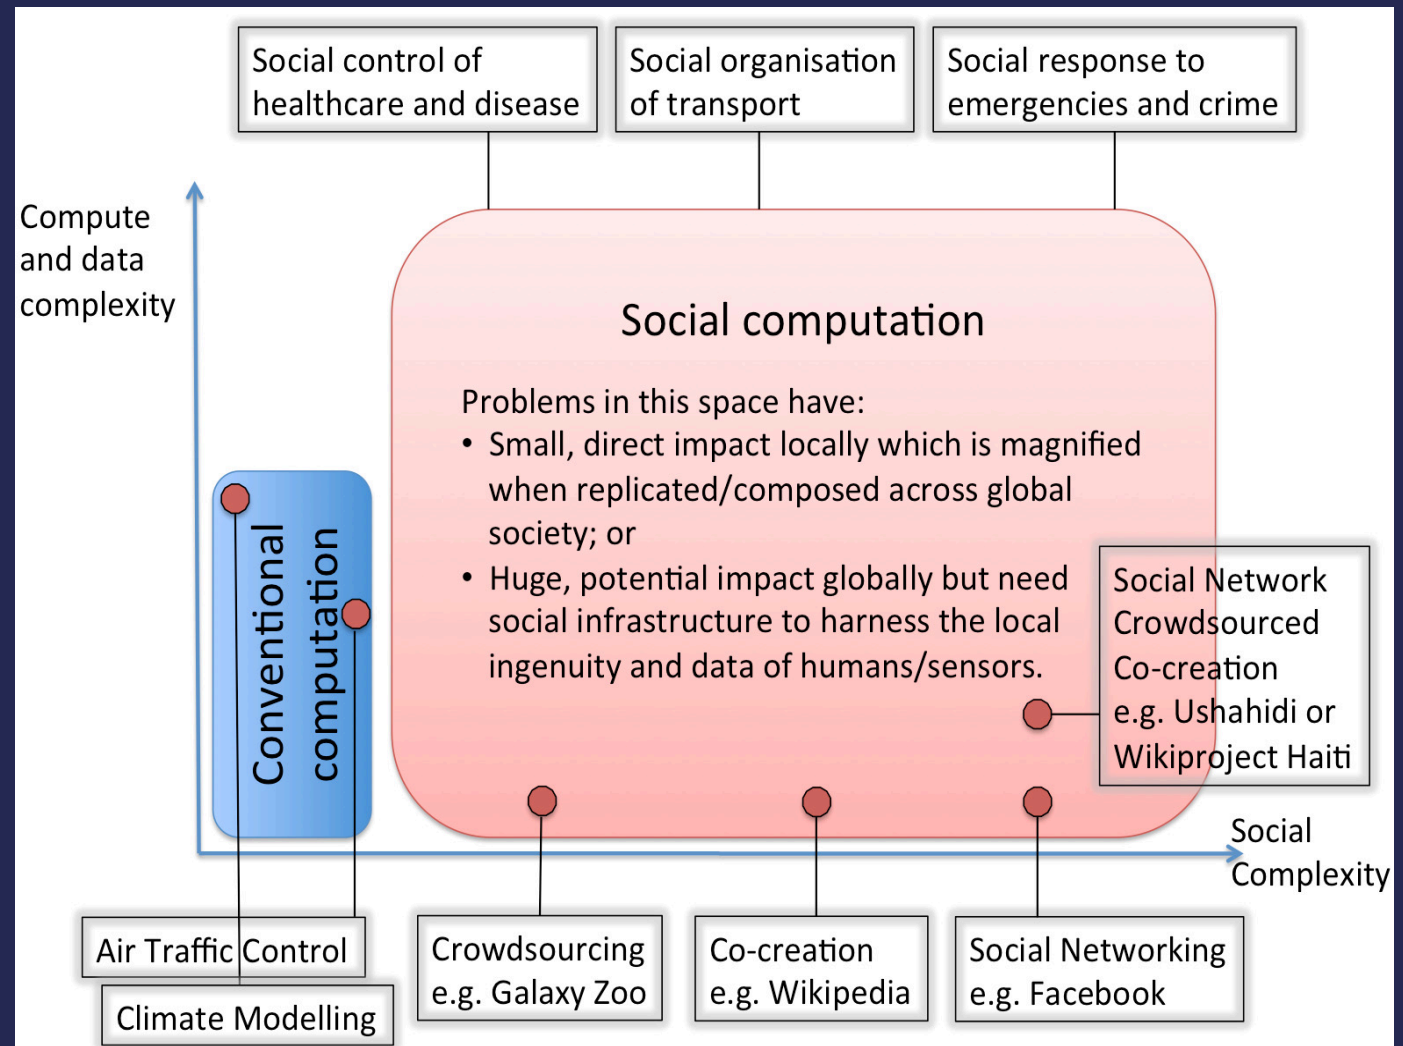 Social control of
healthcare and disease
Social organisation
of transport
Social response to
emergencies and crime
Compute
and data
complexity
Social computation
Problems in this space have:
• Small, direct impact locally which is magnified
when replicated/composed across global
society; or
• Huge, potential impact globally but need
social infrastructure to harness the local
ingenuity and data of humans/sensors.
Conventional
computation
Social Network
Crowdsourced
Co-creation
e.g. Ushahidi or
Wikiproject Haiti
Social
Complexity
Air Traffic Control
Climate Modelling
Crowdsourcing
e.g. Galaxy Zoo
Co-creation
e.g. Wikipedia
Social Networking
e.g. Facebook